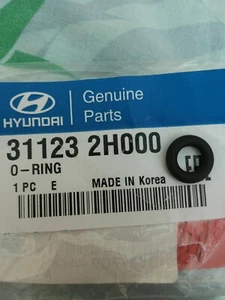 HYUNDAI
Genuine
Parts
31123 2H000
O-RING
1 PC E MADE IN Korea